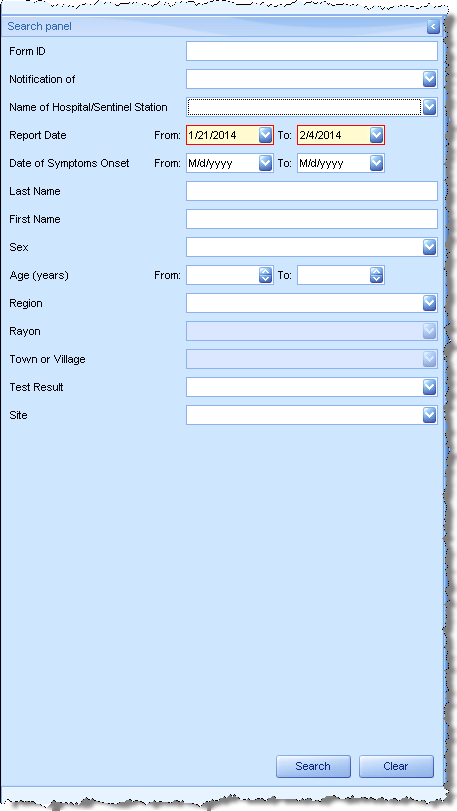 Search panel
Form ID
Notification of
Name of Hospital/Sentinel Station
Report Date From: 1/21/2014 To: 2/4/2014
Date of Symptoms Onset From: M/d/yyyy To: M/d/yyyy
Last Name
First Name
Sex
Age (years) From: To:
Region
Rayon
Town or Village
Test Result
Site
Search Clear